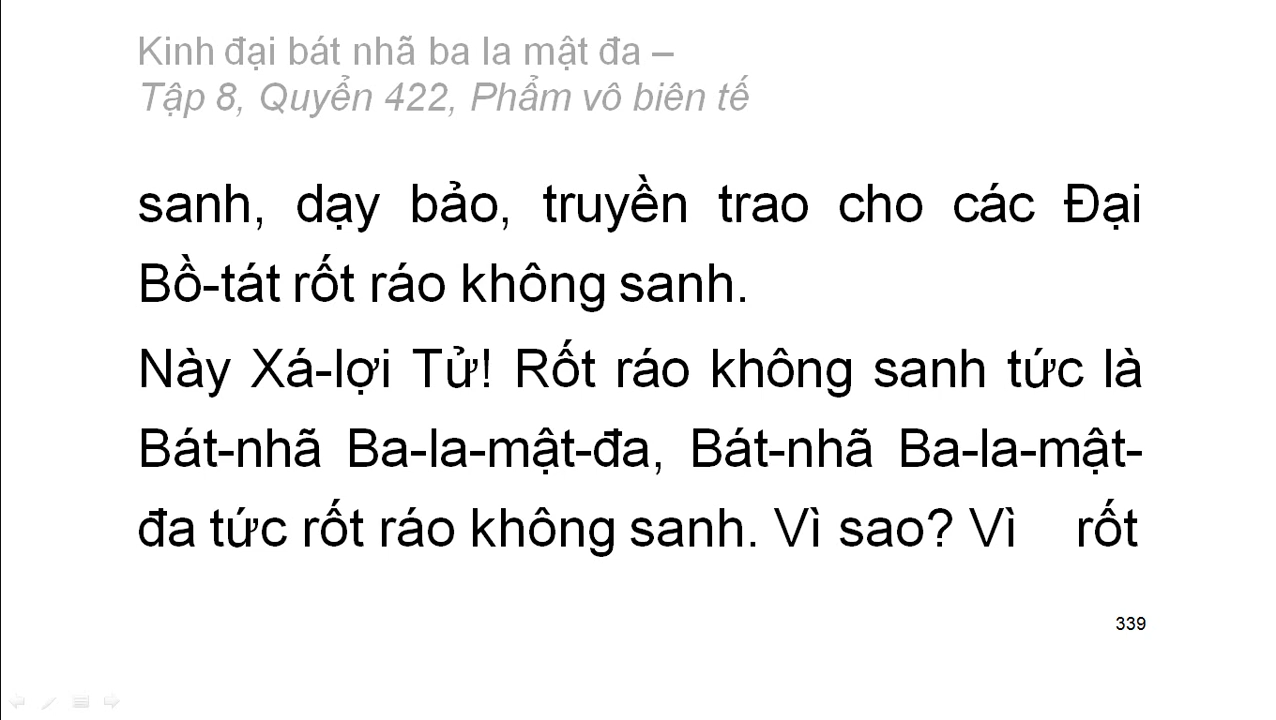 Kinh đại bát nhã ba la mật đa –
Tập 8, Quyển 422, Phẩm vô biên tế
sanh, dạy bảo, truyền trao cho các Đại
Bồ-tát rốt ráo không sanh.
Này Xá-lợi Tử! Rốt ráo không sanh tức là
Bát-nhã Ba-la-mật-đa, Bát-nhã Ba-la-mật-
đa tức rốt ráo không sanh. Vì sao? Vì rốt
339